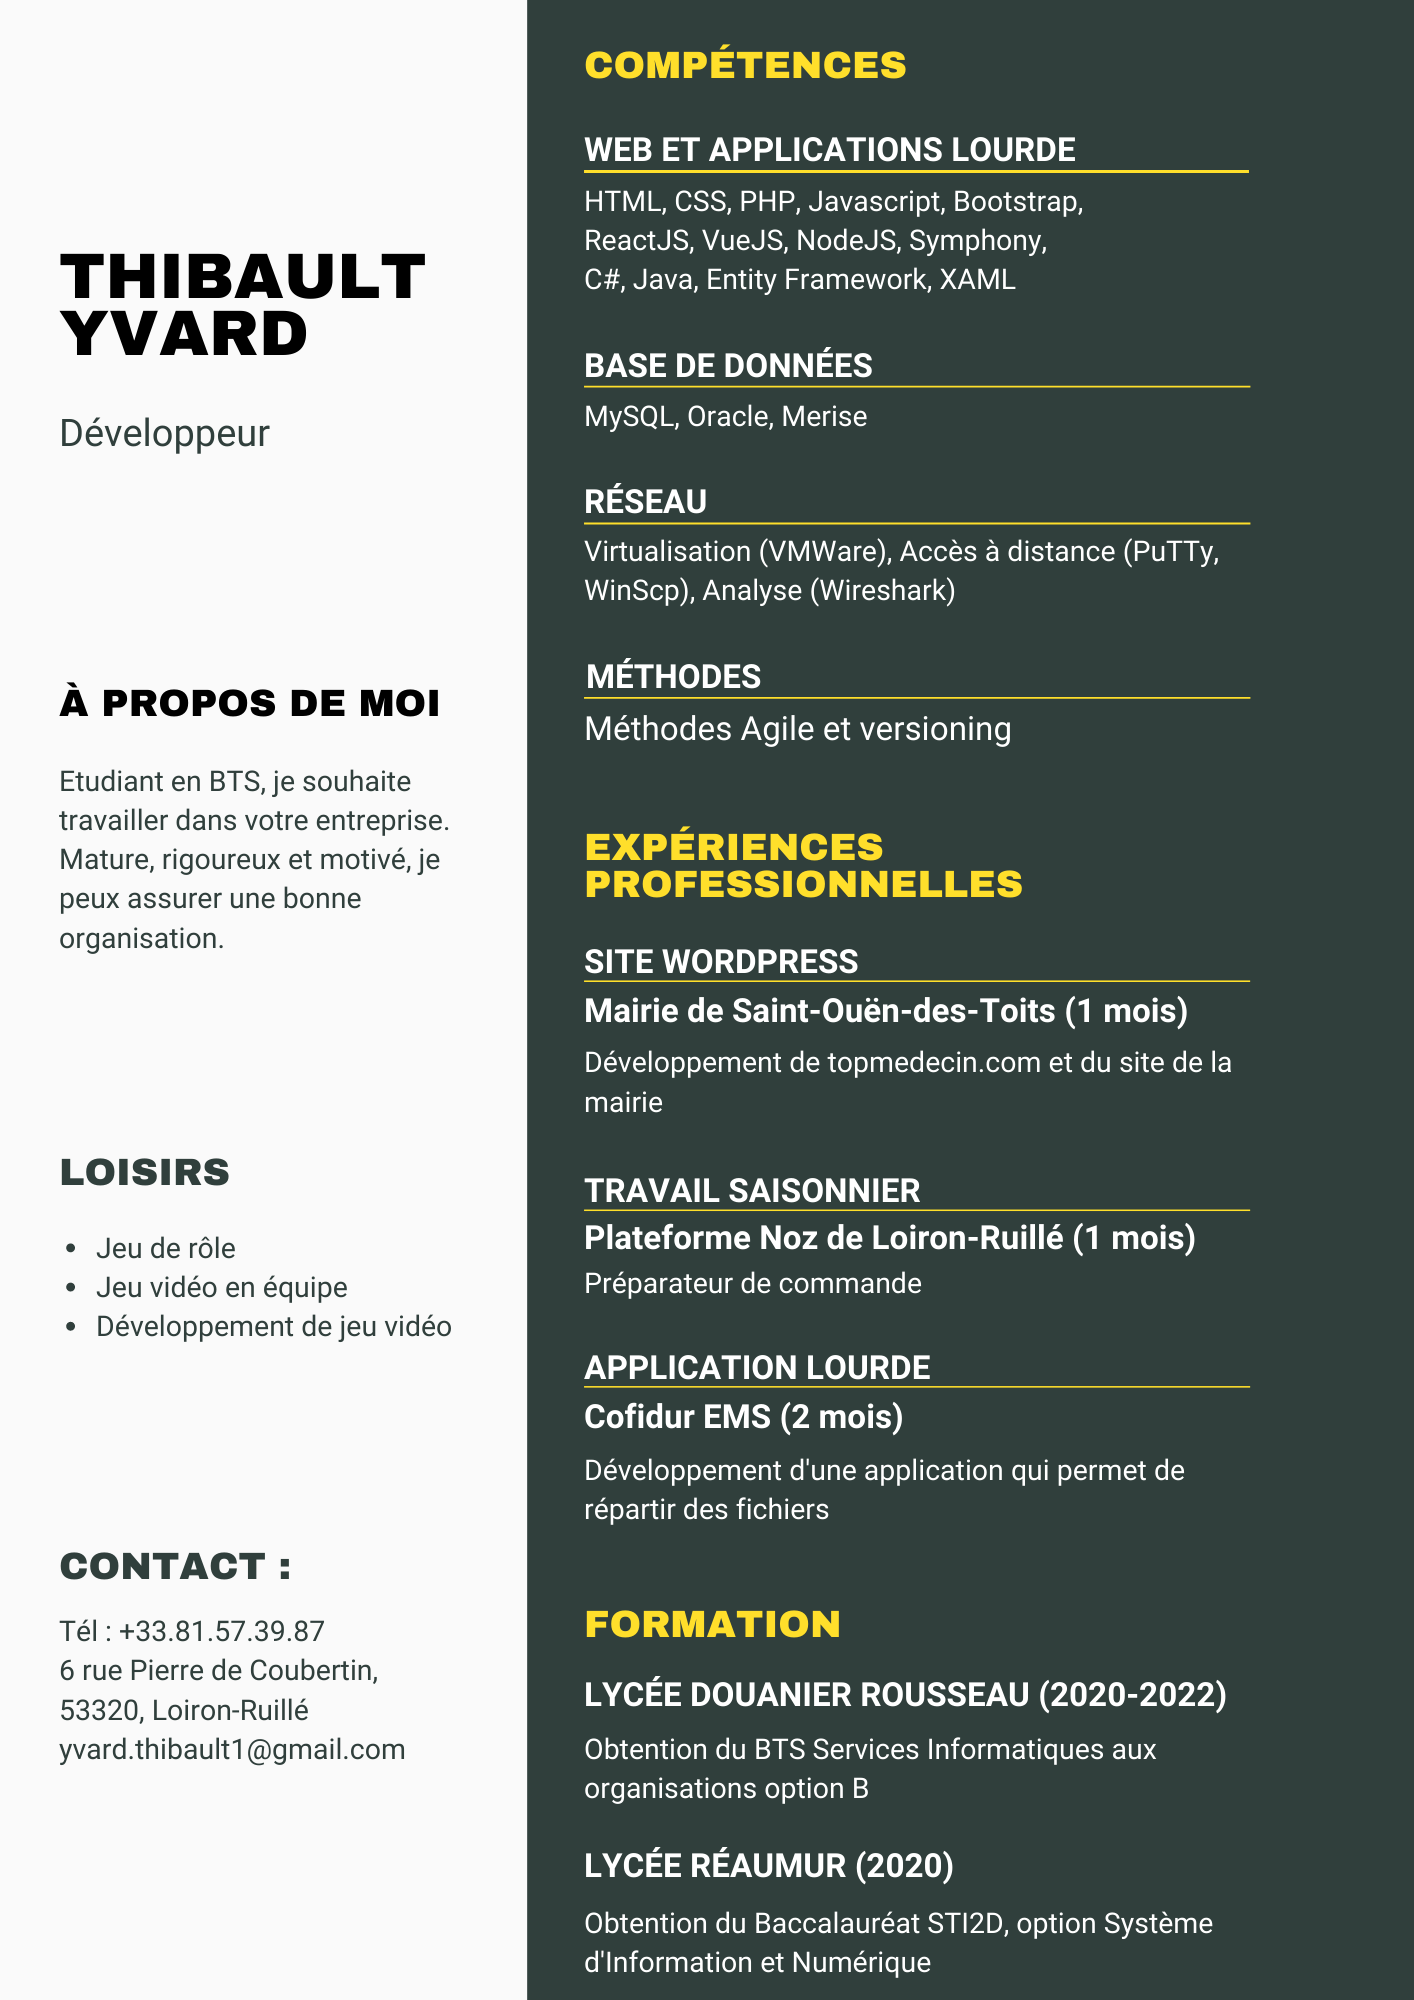 THIBAULT
YVARD
Développeur
À PROPOS DE MOI
Etudiant en BTS, je souhaite
travailler dans votre entreprise.
Mature, rigoureux et motivé, je
peux assurer une bonne
organisation.
LOISIRS
• Jeu de rôle
• Jeu vidéo en équipe
• Développement de jeu vidéo
CONTACT :
Tél : +33.81.57.39.87
6 rue Pierre de Coubertin,
53320, Loiron-Ruillé
yvard.thibault1@gmail.com
COMPÉTENCES
WEB ET APPLICATIONS LOURDE
HTML, CSS, PHP, Javascript, Bootstrap,
ReactJS, VueJS, NodeJS, Symphony,
C#, Java, Entity Framework, XAML
BASE DE DONNÉES
MySQL, Oracle, Merise
RÉSEAU
Virtualisation (VMWare), Accès à distance (PuTTy,
WinScp), Analyse (Wireshark)
MÉTHODES
Méthodes Agile et versioning
EXPÉRIENCES
PROFESSIONNELLES
SITE WORDPRESS
Mairie de Saint-Ouën-des-Toits (1 mois)
Développement de topmedecin.com et du site de la
mairie
TRAVAIL SAISONNIER
Plateforme Noz de Loiron-Ruillé (1 mois)
Préparateur de commande
APPLICATION LOURDE
Cofidur EMS (2 mois)
Développement d'une application qui permet de
répartir des fichiers
FORMATION
LYCÉE DOUANIER ROUSSEAU (2020-2022)
Obtention du BTS Services Informatiques aux
organisations option B
LYCÉE RÉAUMUR (2020)
Obtention du Baccalauréat STI2D, option Système
d'Information et Numérique